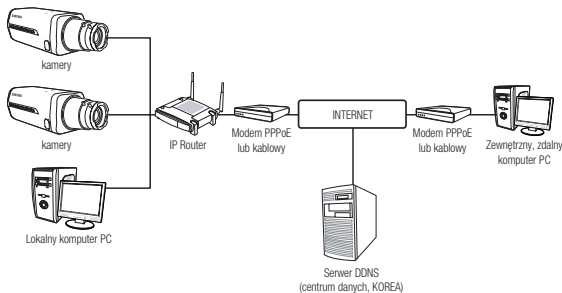 kamery
kamery
Lokalny komputer PC
IP Router
Modem PPPoE
lub kablowy
INTERNET
Modem PPPoE
lub kablowy
Zewnętrzny, zdalny
komputer PC
Serwer DDNS
(centrum danych, KOREA)